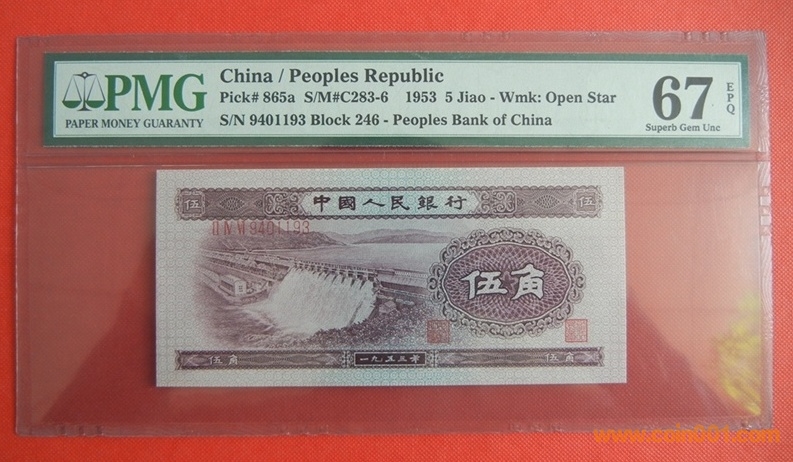 PMG
PAPER MONEY GUARANTY
China / Peoples Republic
Pick# 865a S/M#C283-6 1953 5 Jiao - Wmk: Open Star
S/N 9401193 Block 246 - Peoples Bank of China
67
EPQ
Superb Gem Unc
伍 中國人民銀行 伍
II IV VI 9401193
伍角
伍角 一九五三年 伍角
www.coin001.com